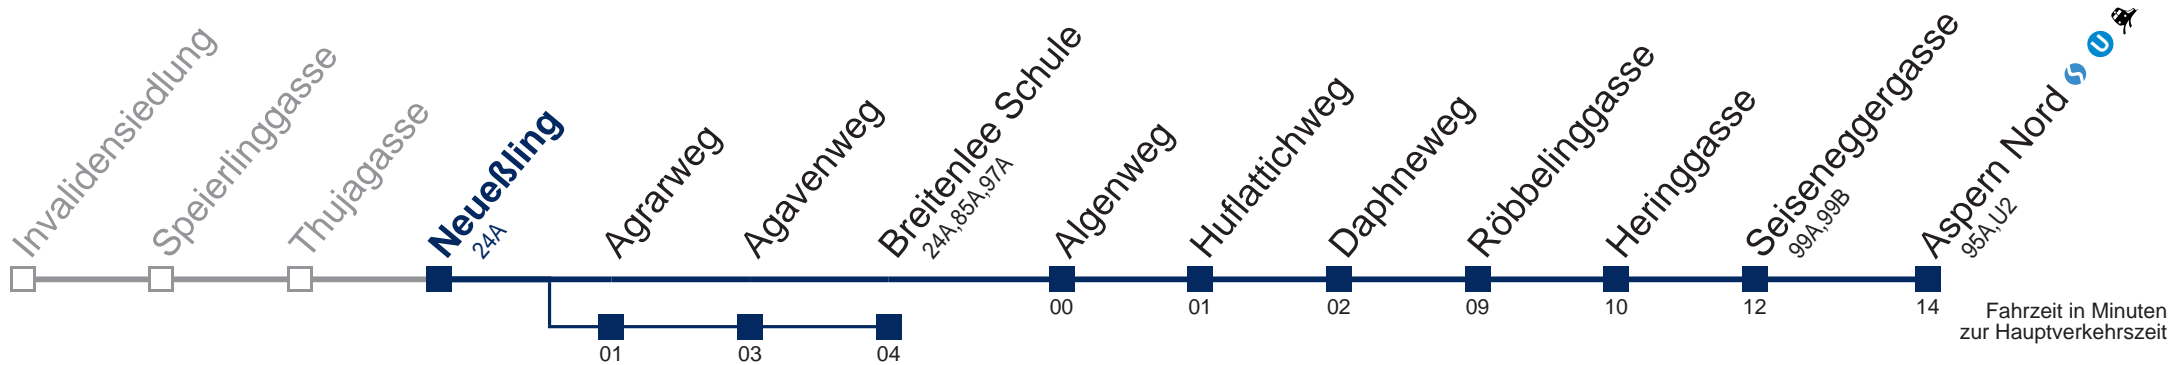 Invalidensiedlung
Speierlinggasse
Thujagasse
Neueßling
24A
Agrarweg
Agavenweg
Breitenlee Schule
24A,85A,97A
Algenweg
Huflattichweg
Daphneweg
Röbbelinggasse
Heringgasse
Seiseneggergasse
99A,99B
Aspern Nord S U
95A,U2
00
01
02
09
10
12
14
01
03
04
Fahrzeit in Minuten
zur Hauptverkehrszeit